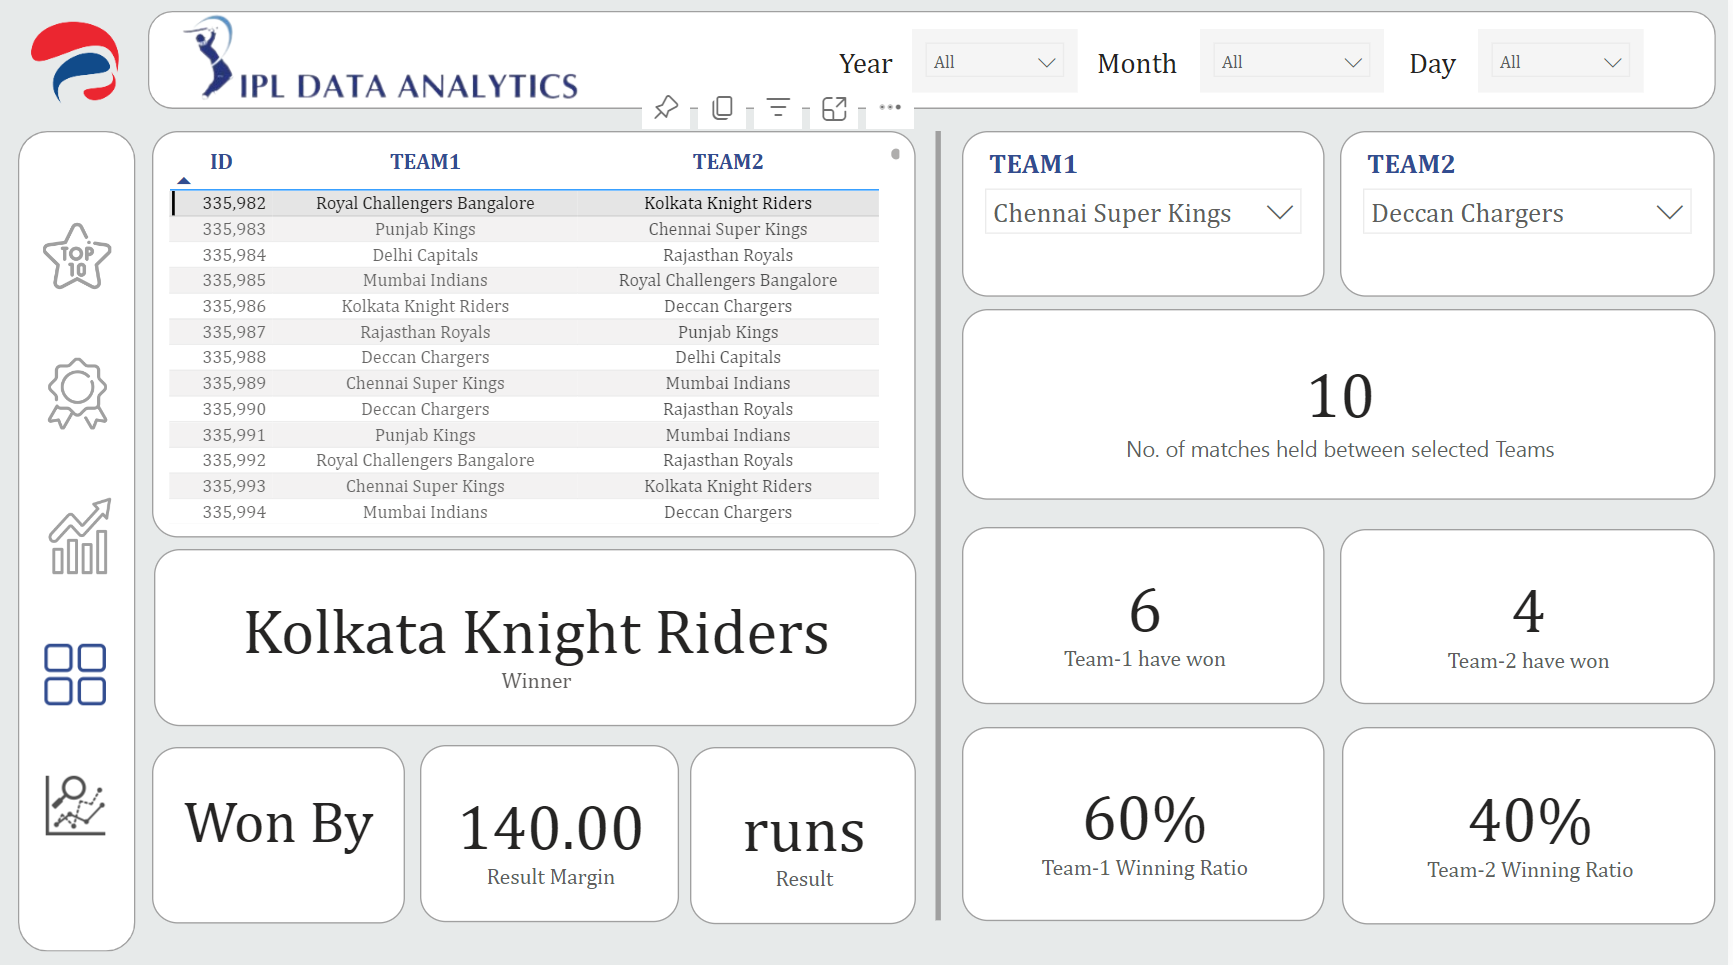 IPL DATA ANALYTICS
Year All Month All Day All
ID TEAM1 TEAM2
335,982 Royal Challengers Bangalore Kolkata Knight Riders
335,983 Punjab Kings Chennai Super Kings
335,984 Delhi Capitals Rajasthan Royals
335,985 Mumbai Indians Royal Challengers Bangalore
335,986 Kolkata Knight Riders Deccan Chargers
335,987 Rajasthan Royals Punjab Kings
335,988 Deccan Chargers Delhi Capitals
335,989 Chennai Super Kings Mumbai Indians
335,990 Deccan Chargers Rajasthan Royals
335,991 Punjab Kings Mumbai Indians
335,992 Royal Challengers Bangalore Rajasthan Royals
335,993 Chennai Super Kings Kolkata Knight Riders
335,994 Mumbai Indians Deccan Chargers
Kolkata Knight Riders
Winner
Won By
140.00
Result Margin
runs
Result
TEAM1
Chennai Super Kings
TEAM2
Deccan Chargers
10
No. of matches held between selected Teams
6
Team-1 have won
4
Team-2 have won
60%
Team-1 Winning Ratio
40%
Team-2 Winning Ratio
TOP
10